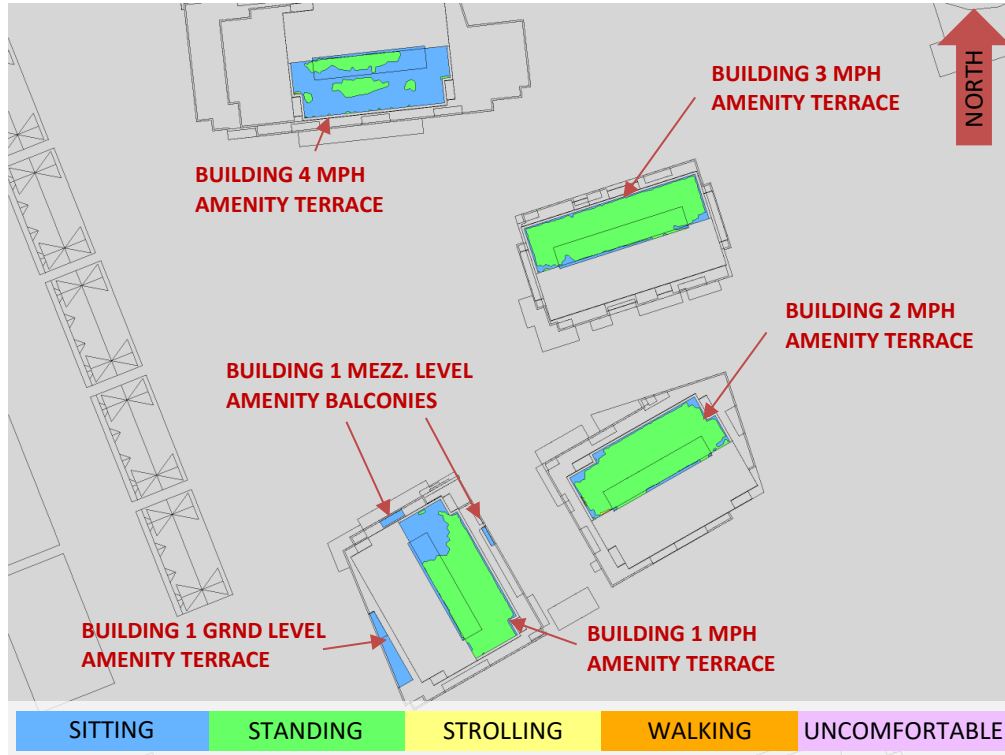 NORTH
BUILDING 3 MPH
AMENITY TERRACE
BUILDING 4 MPH
AMENITY TERRACE
BUILDING 2 MPH
AMENITY TERRACE
BUILDING 1 MEZZ. LEVEL
AMENITY BALCONIES
BUILDING 1 GRND LEVEL
AMENITY TERRACE
BUILDING 1 MPH
AMENITY TERRACE
SITTING
STANDING
STROLLING
WALKING
UNCOMFORTABLE